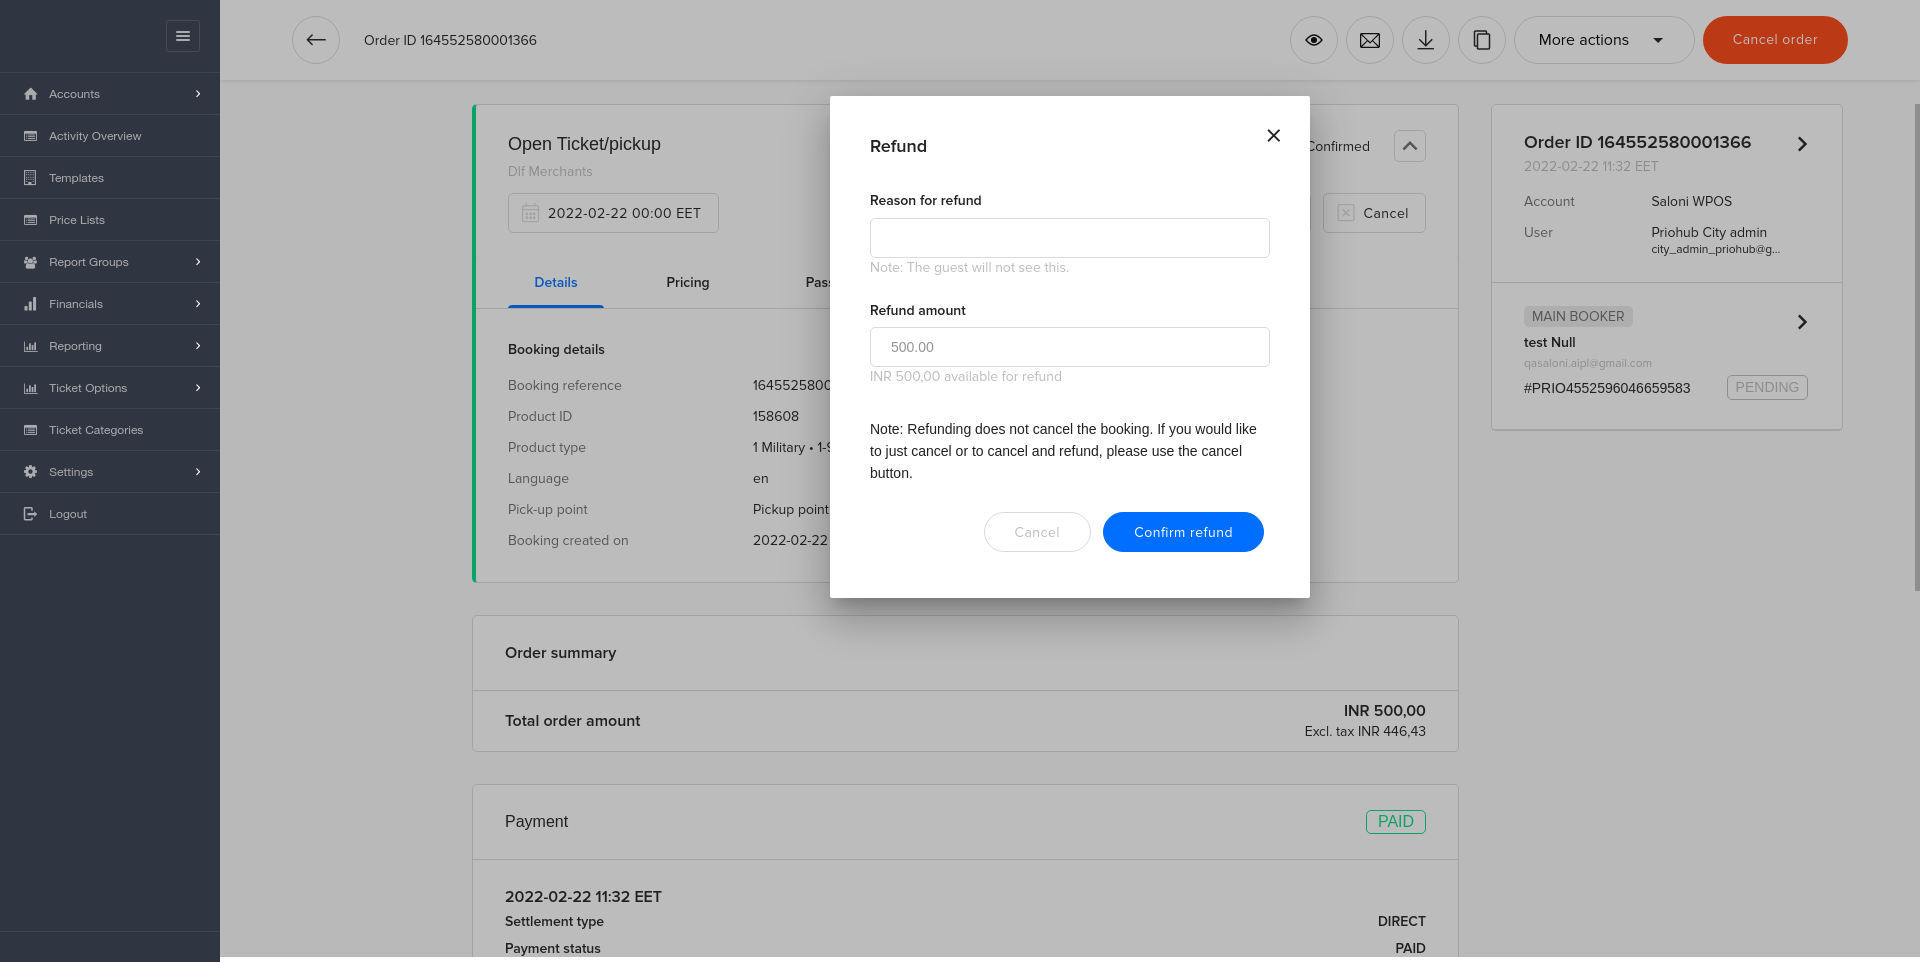 Order ID 164552580001366
More actions
Cancel order
Accounts
Activity Overview
Templates
Price Lists
Report Groups
Financials
Reporting
Ticket Options
Ticket Categories
Settings
Logout
Open Ticket/pickup
Dlf Merchants
2022-02-22 00:00 EET
Confirmed
Cancel
Details
Pricing
Booking details
Booking reference
1645525800
Product ID
158608
Product type
1 Military • 1-
Language
en
Pick-up point
Pickup point
Booking created on
2022-02-22
Refund
Reason for refund
Note: The guest will not see this.
Refund amount
500.00
INR 500,00 available for refund
Note: Refunding does not cancel the booking. If you would like
to just cancel or to cancel and refund, please use the cancel
button.
Cancel
Confirm refund
Order ID 164552580001366
2022-02-22 11:32 EET
Account
Saloni WPOS
User
Priohub City admin
city_admin_priohub@g...
MAIN BOOKER
test Null
qasaloni.aipl@gmail.com
#PRIO4552596046659583
PENDING
Order summary
Total order amount
INR 500,00
Excl. tax INR 446,43
Payment
PAID
2022-02-22 11:32 EET
Settlement type
DIRECT
Payment status
PAID